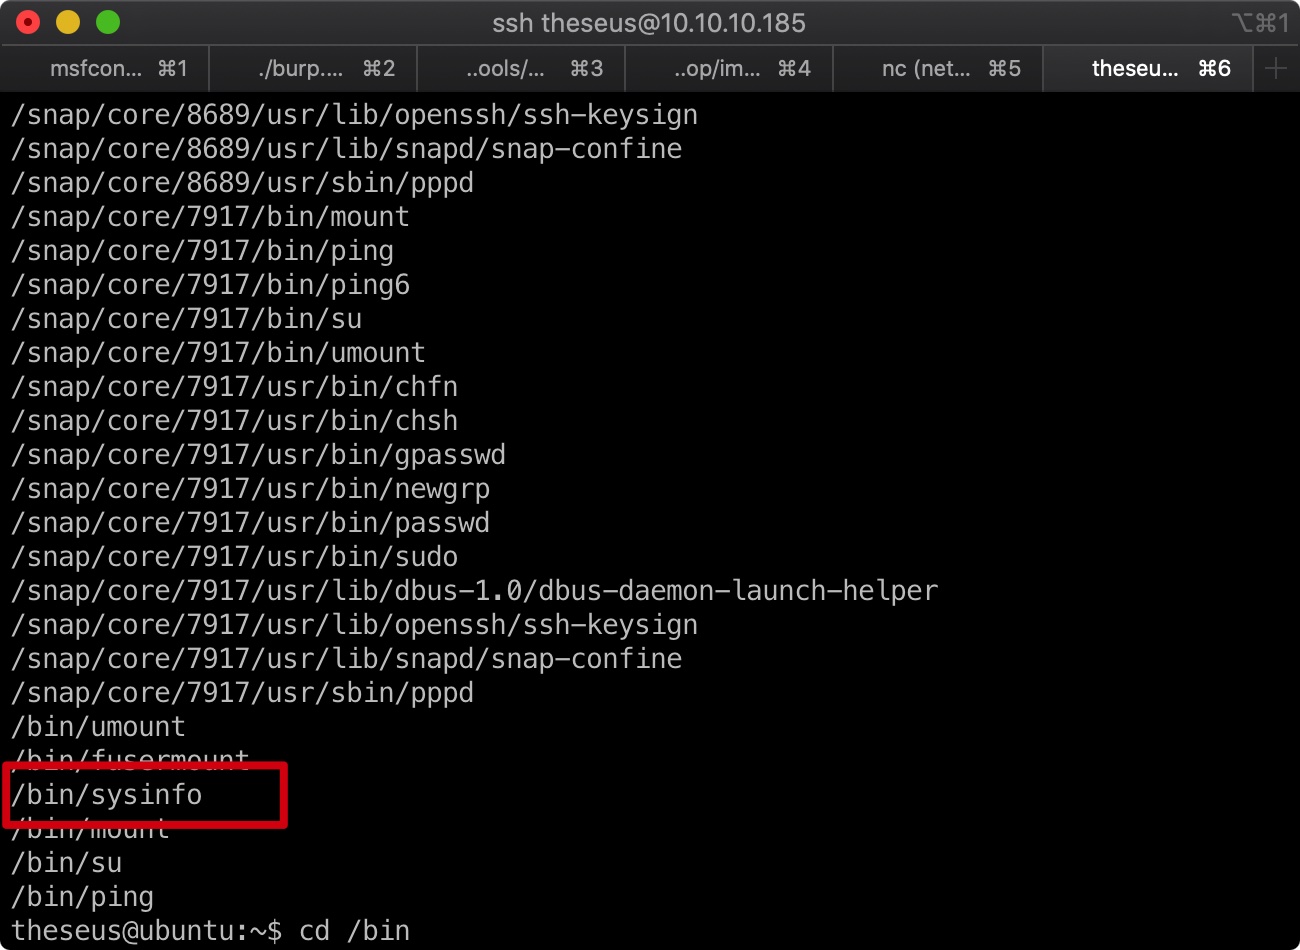 ssh theseus@10.10.10.185 ⌥⌘1
msfcon... ⌘1 ./burp.... ⌘2 ..ools/... ⌘3 ..op/im... ⌘4 nc (net... ⌘5 theseu... ⌘6 +
/snap/core/8689/usr/lib/openssh/ssh-keysign
/snap/core/8689/usr/lib/snapd/snap-confine
/snap/core/8689/usr/sbin/pppd
/snap/core/7917/bin/mount
/snap/core/7917/bin/ping
/snap/core/7917/bin/ping6
/snap/core/7917/bin/su
/snap/core/7917/bin/umount
/snap/core/7917/usr/bin/chfn
/snap/core/7917/usr/bin/chsh
/snap/core/7917/usr/bin/gpasswd
/snap/core/7917/usr/bin/newgrp
/snap/core/7917/usr/bin/passwd
/snap/core/7917/usr/bin/sudo
/snap/core/7917/usr/lib/dbus-1.0/dbus-daemon-launch-helper
/snap/core/7917/usr/lib/openssh/ssh-keysign
/snap/core/7917/usr/lib/snapd/snap-confine
/snap/core/7917/usr/sbin/pppd
/bin/umount
/bin/fusermount
/bin/sysinfo
/bin/mount
/bin/su
/bin/ping
theseus@ubuntu:~$ cd /bin